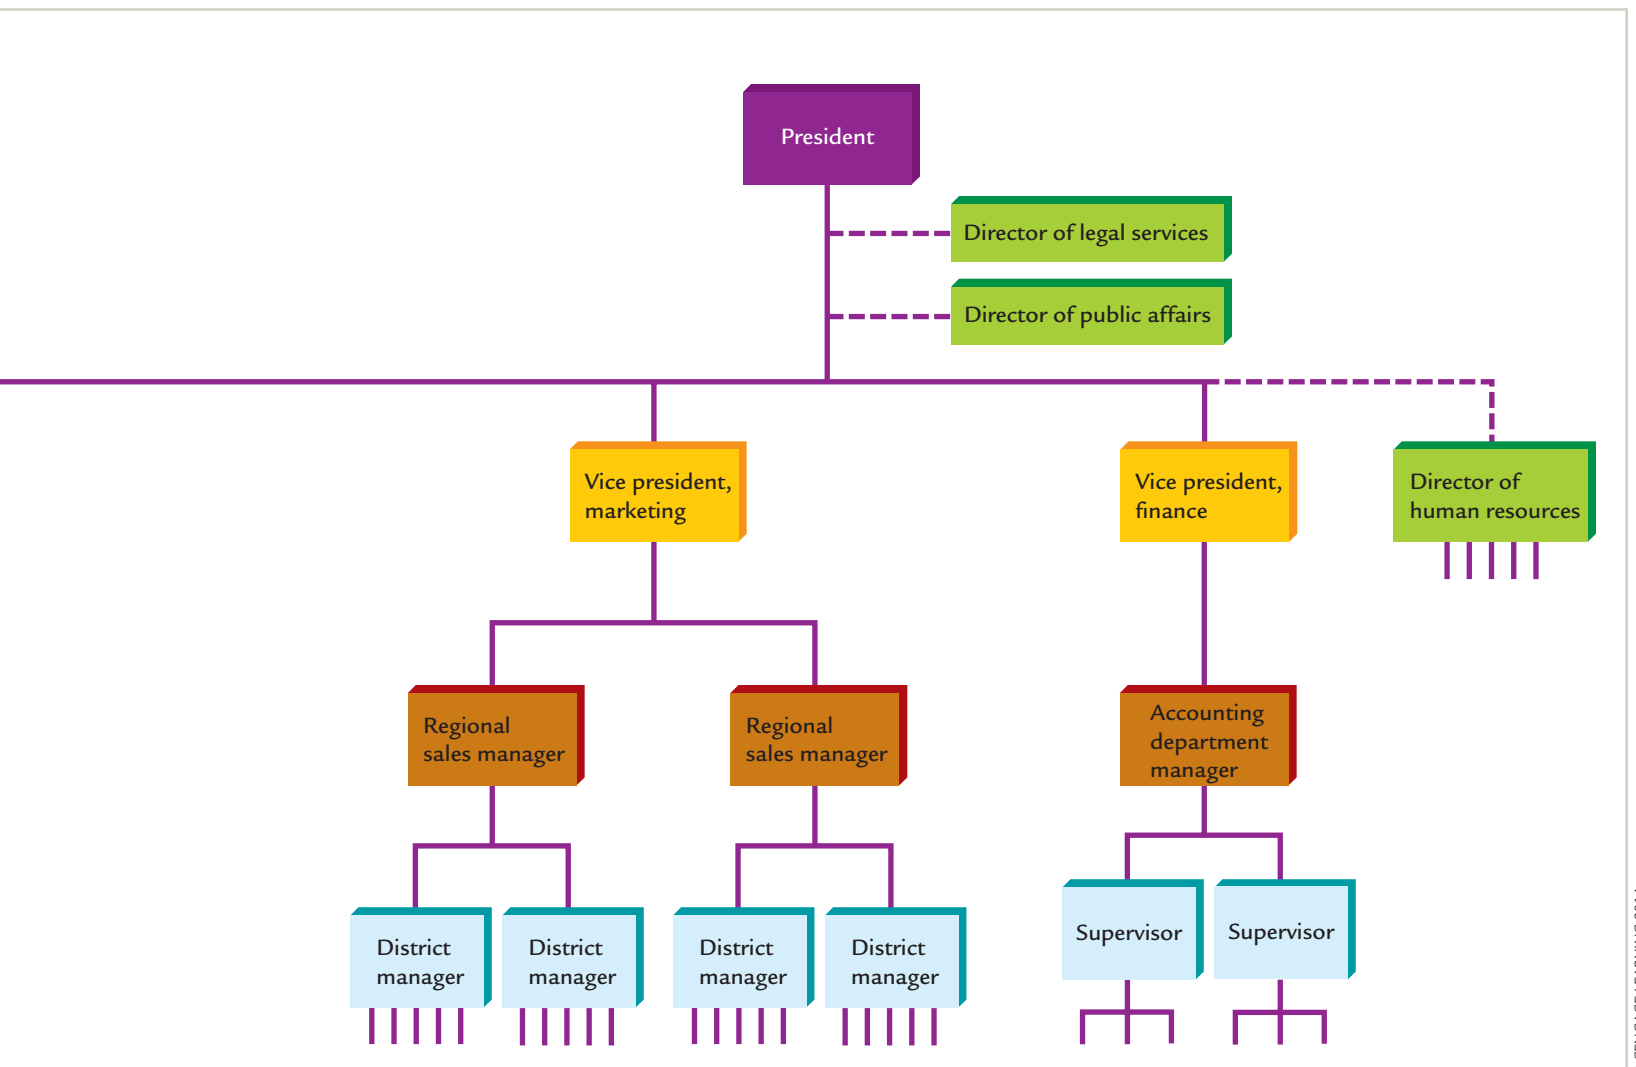 President
Director of legal services
Director of public affairs
Vice president,
marketing
Vice president,
finance
Director of
human resources
Regional
sales manager
Regional
sales manager
Accounting
department
manager
District
manager
District
manager
District
manager
District
manager
Supervisor
Supervisor